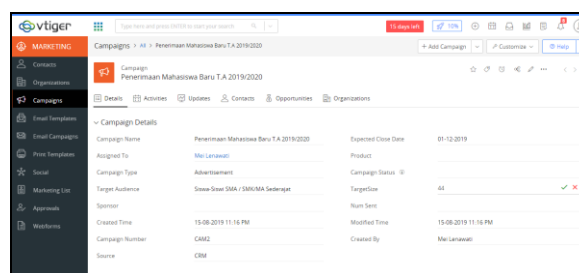 vtiger
Type here and press ENTER to start your search
15 days left
10%
MARKETING
Campaigns > All > Penerimaan Mahasiswa Baru T.A 2019/2020
+ Add Campaign
Customize
Help
Contacts
Organizations
Campaigns
Email Templates
Email Campaigns
Print Templates
Social
Marketing List
Approvals
Webforms
Campaign
Penerimaan Mahasiswa Baru T.A 2019/2020
Details Activities Updates Contacts Opportunities Organizations
Campaign Details
Campaign Name Penerimaan Mahasiswa Baru T.A 2019/2020 Expected Close Date 01-12-2019
Assigned To Mei Lenawati Product
Campaign Type Advertisement Campaign Status
Target Audience Siswa-Siswi SMA / SMK/MA Sederajat TargetSize All
Sponsor Num Sent
Created Time 15-08-2019 11:16 PM Modified Time 15-08-2019 11:16 PM
Campaign Number CAM2 Created By Mei Lenawati
Source CRM